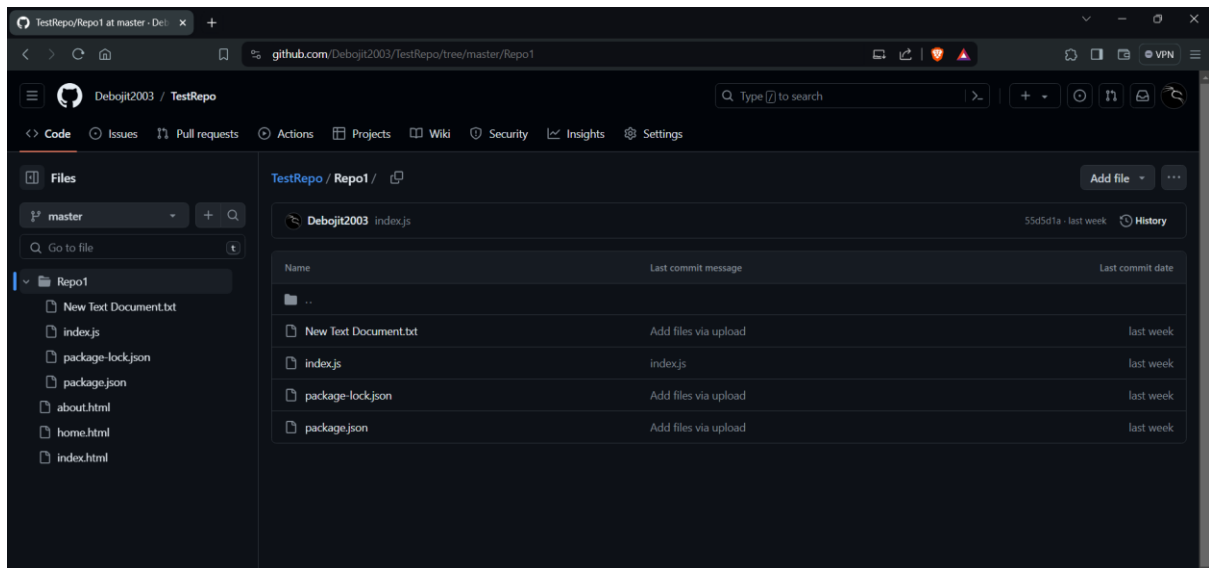 TestRepo/Repo1 at master · Deb
github.com/Debojit2003/TestRepo/tree/master/Repo1
VPN
Debojit2003 / TestRepo
Type / to search
Code Issues Pull requests Actions Projects Wiki Security Insights Settings
Files
master
Go to file
t
Repo1
New Text Document.txt
index.js
package-lock.json
package.json
about.html
home.html
index.html
TestRepo / Repo1 /
Add file
Debojit2003 index.js
55d5d1a · last week History
Name Last commit message Last commit date
..
New Text Document.txt Add files via upload last week
index.js index.js last week
package-lock.json Add files via upload last week
package.json Add files via upload last week